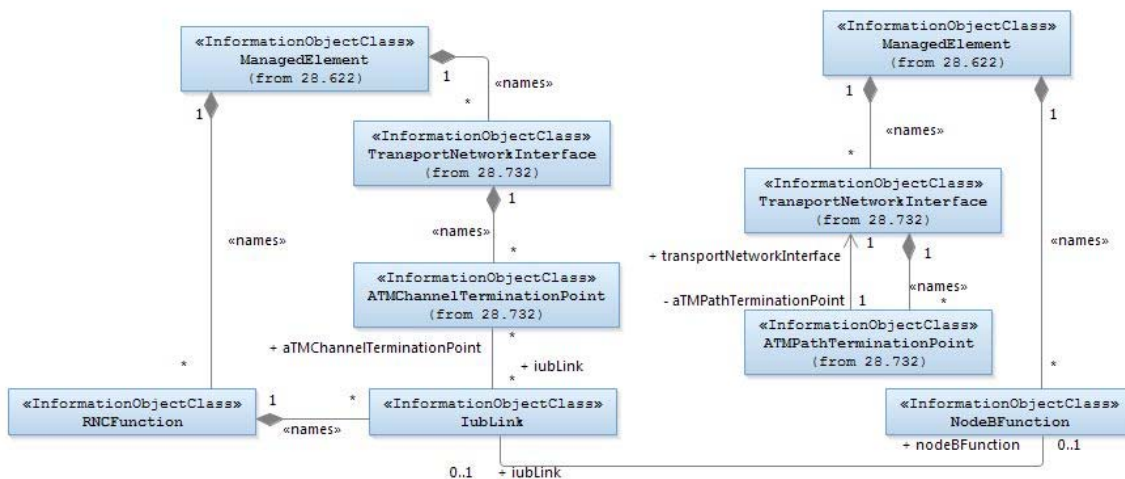 «InformationObjectClass»
ManagedElement
(from 28.622)
1
1
«names»
*
«InformationObjectClass»
TransportNetworkInterface
(from 28.732)
1
«names»
*
«InformationObjectClass»
ATMChannelTerminationPoint
(from 28.732)
+ aTMChannelTerminationPoint
*
+ iubLink
*
«names»
*
«InformationObjectClass»
RNCFunction
1
*
«names»
«InformationObjectClass»
IubLink
0..1
+ iubLink
«InformationObjectClass»
ManagedElement
(from 28.622)
1
1
«names»
*
«InformationObjectClass»
TransportNetworkInterface
(from 28.732)
+ transportNetworkInterface
1
1
«names»
- aTMPathTerminationPoint
1
*
«InformationObjectClass»
ATMPathTerminationPoint
(from 28.732)
«names»
*
«InformationObjectClass»
NodeBFunction
+ nodeBFunction
0..1